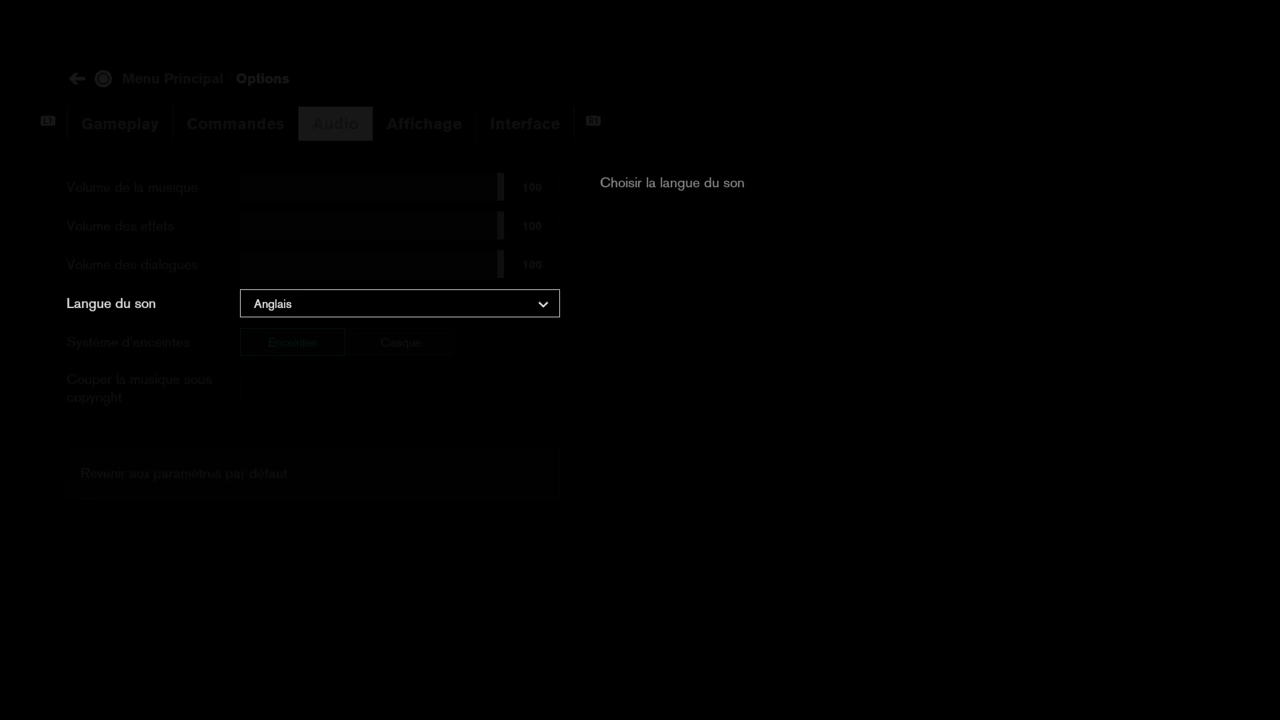 Menu Principal Options
L1 Gameplay Commandes Audio Affichage Interface R1
Volume de la musique 100
Choisir la langue du son
Volume des effets 100
Volume des dialogues 100
Langue du son Anglais
Système d'enceintes Enceintes Casque
Couper la musique sous
copyright
Revenir aux paramètres par défaut